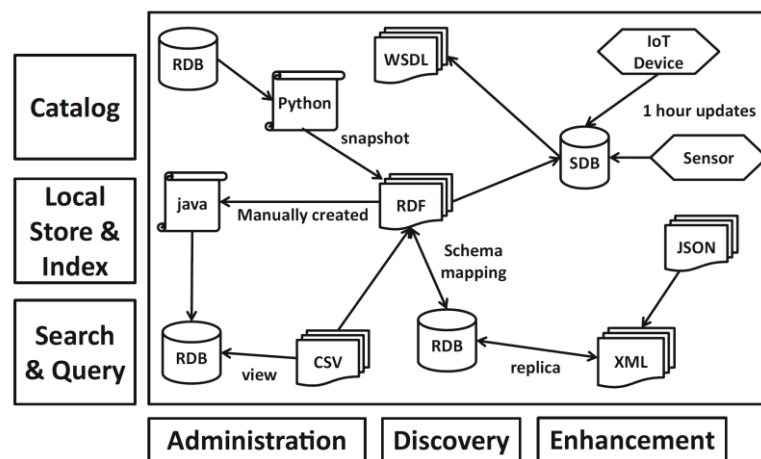 Catalog
Local
Store &
Index
Search
& Query
RDB
Python
snapshot
WSDL
IoT
Device
1 hour updates
SDB
Sensor
java
Manually created
RDF
Schema
mapping
JSON
RDB
view
CSV
RDB
replica
XML
Administration
Discovery
Enhancement